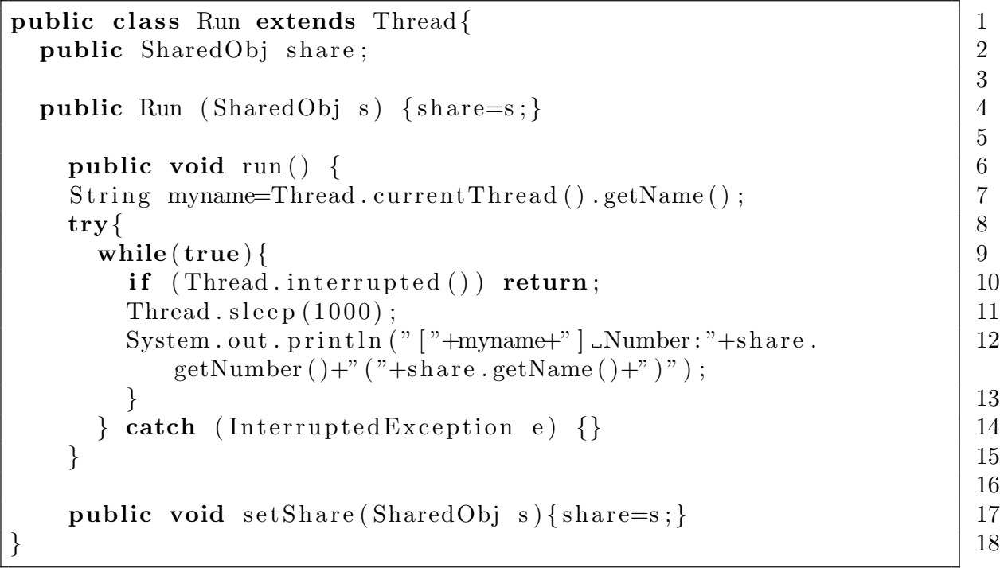 public class Run extends Thread{ 1
public SharedObj share; 2
3
public Run (SharedObj s) {share=s;} 4
5
public void run() { 6
String myname=Thread.currentThread().getName(); 7
try{ 8
while(true){ 9
if (Thread.interrupted()) return; 10
Thread.sleep(1000); 11
System.out.println("["+myname+"]␣Number:"+share. 12
getNumber()+"("+share.getName()+")");
} 13
} catch (InterruptedException e) {} 14
} 15
16
public void setShare(SharedObj s){share=s;} 17
} 18